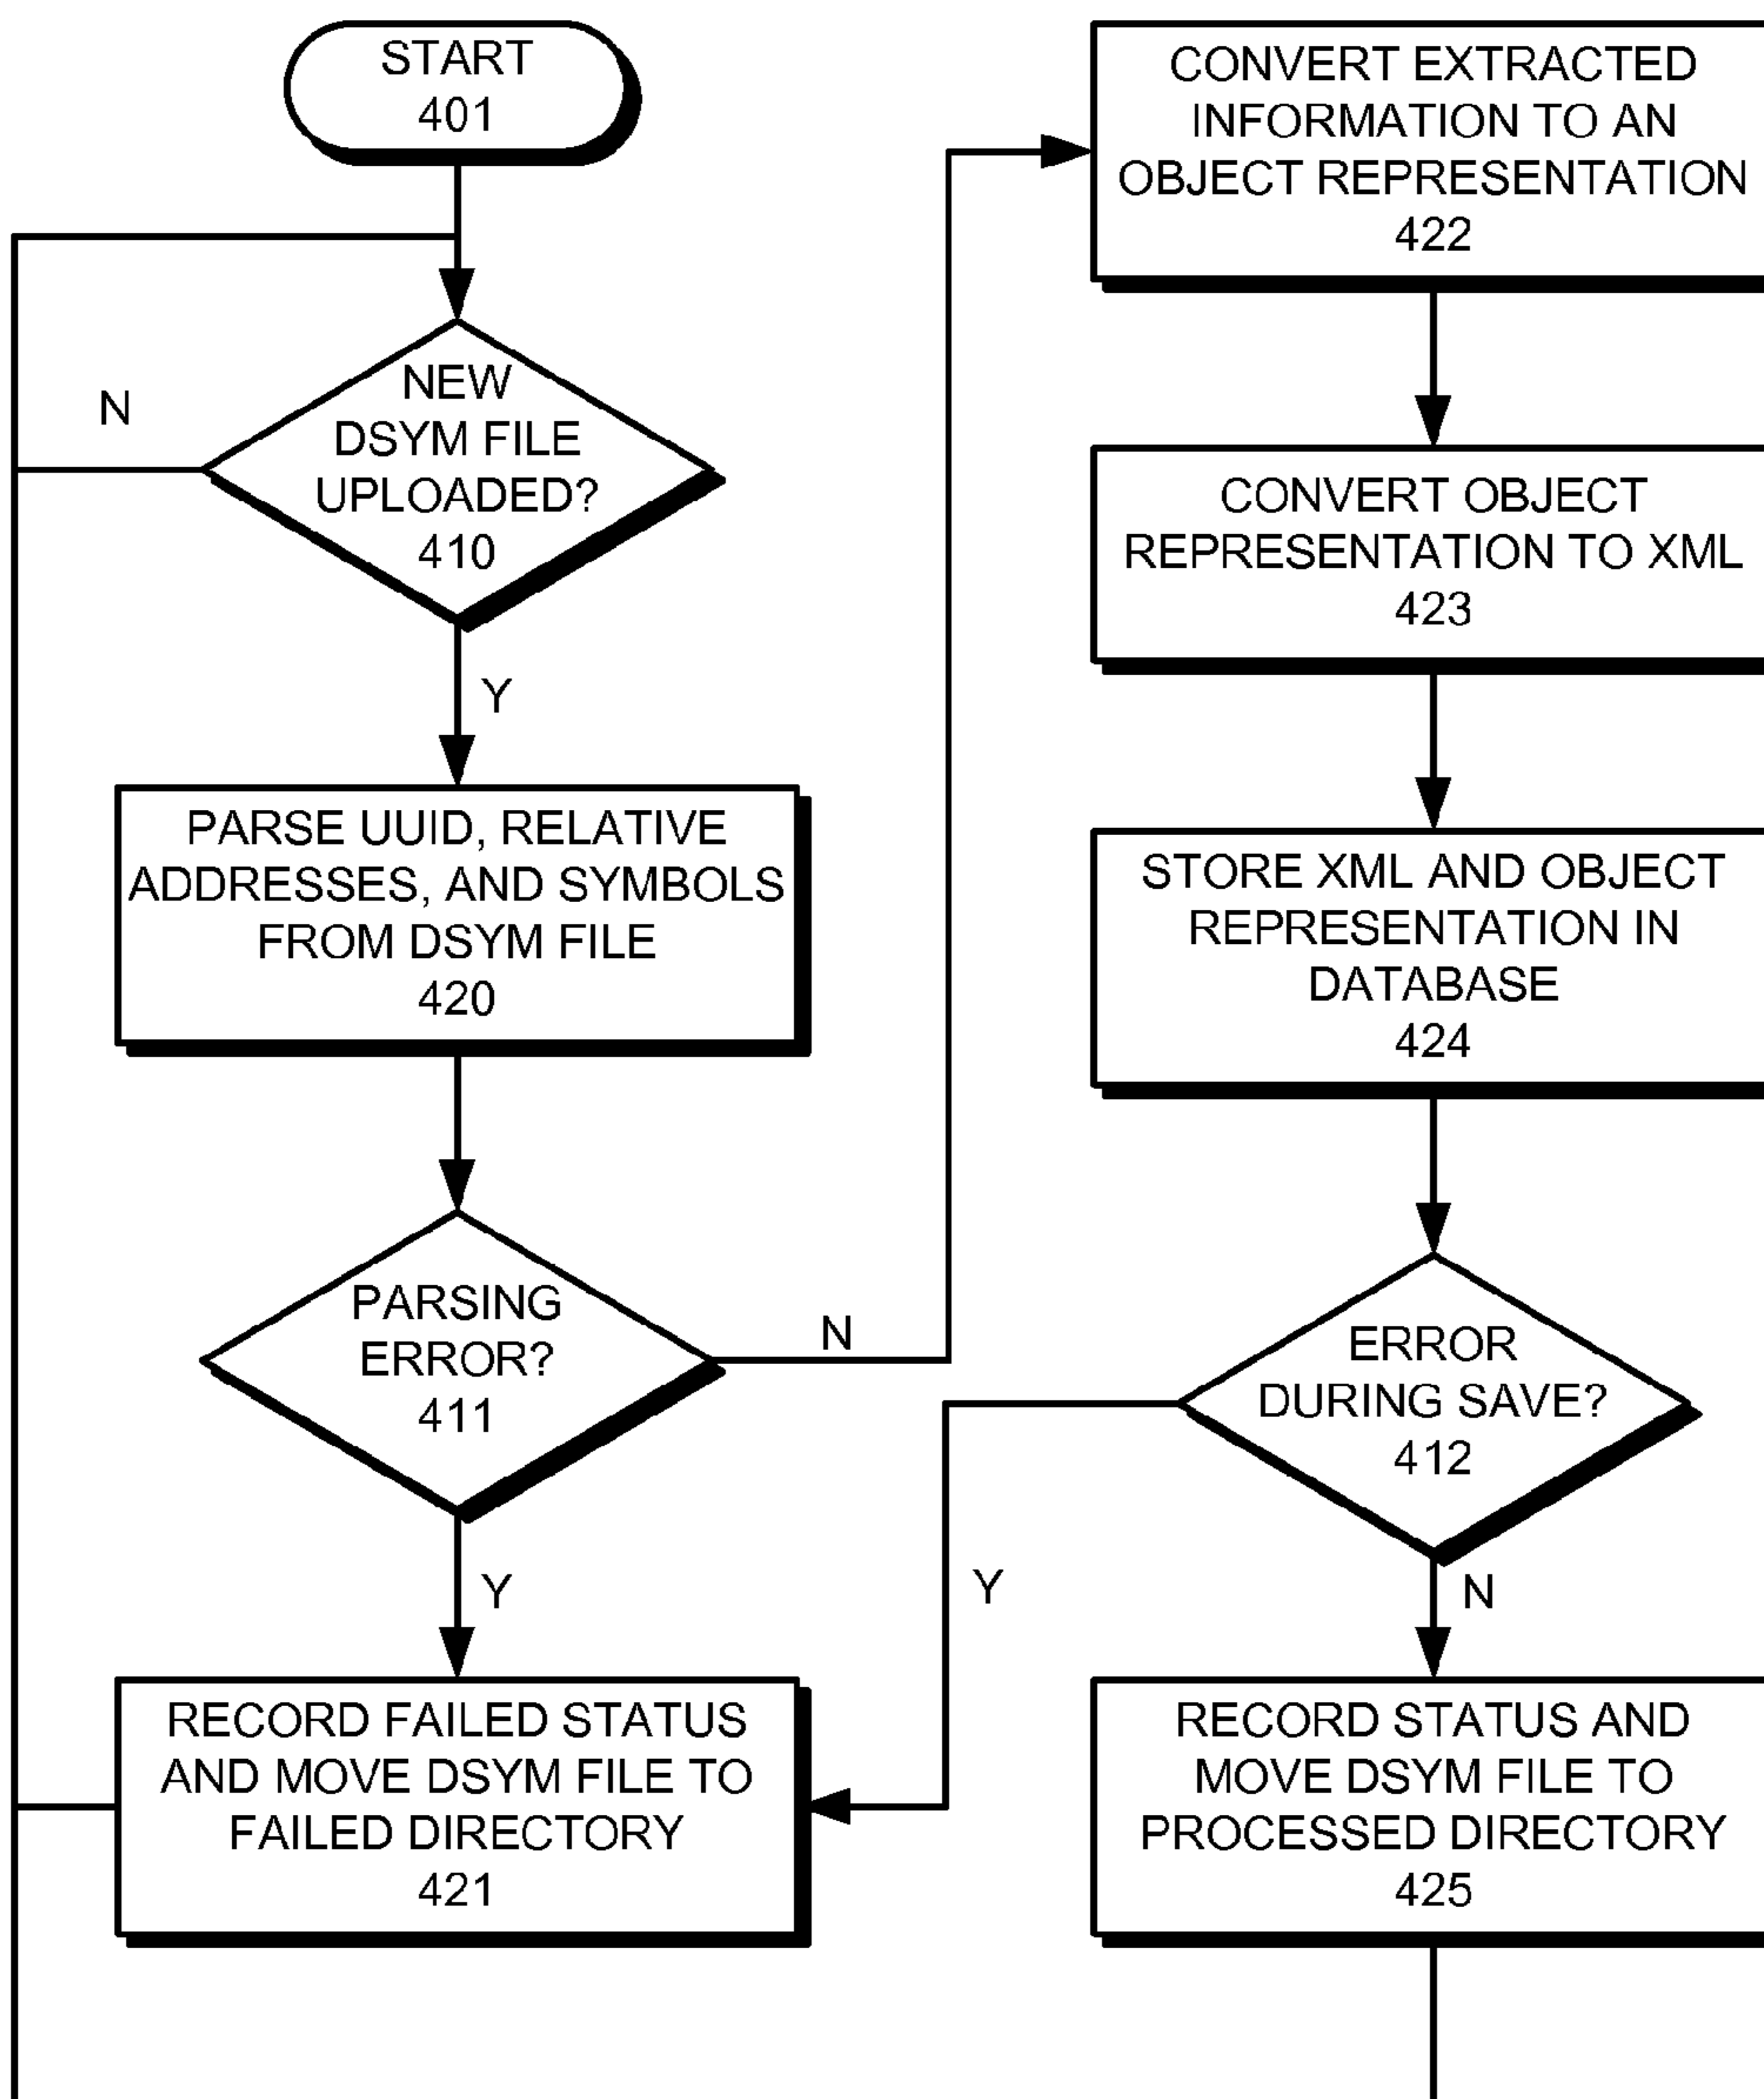 START
401
NEW
DSYM FILE
UPLOADED?
410
N
Y
PARSE UUID, RELATIVE
ADDRESSES, AND SYMBOLS
FROM DSYM FILE
420
PARSING
ERROR?
411
N
Y
RECORD FAILED STATUS
AND MOVE DSYM FILE TO
FAILED DIRECTORY
421
CONVERT EXTRACTED
INFORMATION TO AN
OBJECT REPRESENTATION
422
CONVERT OBJECT
REPRESENTATION TO XML
423
STORE XML AND OBJECT
REPRESENTATION IN
DATABASE
424
ERROR
DURING SAVE?
412
Y
N
RECORD STATUS AND
MOVE DSYM FILE TO
PROCESSED DIRECTORY
425